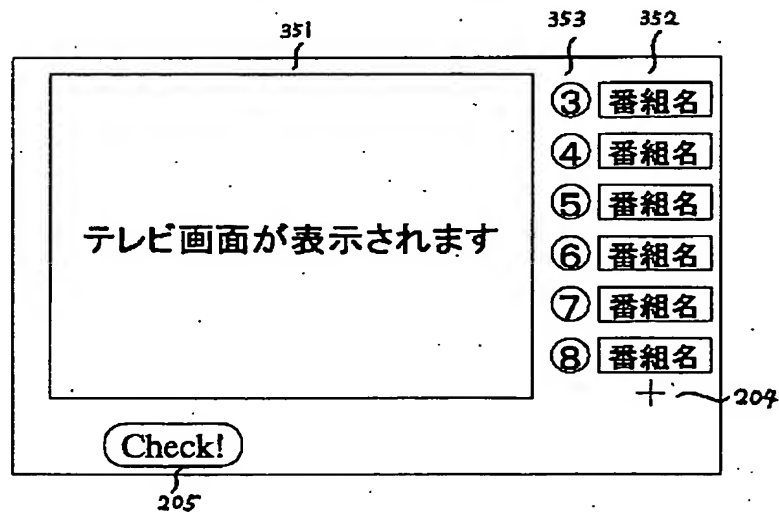 351
353 352
③ 番組名
④ 番組名
⑤ 番組名
テレビ画面が表示されます
⑥ 番組名
⑦ 番組名
⑧ 番組名
204
Check!
205